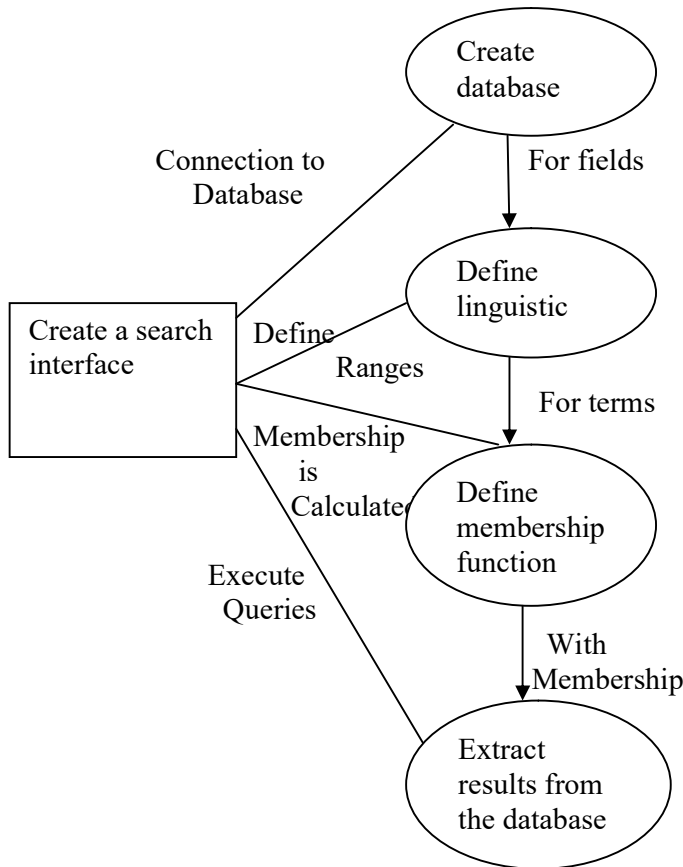 Create
database
Connection to
Database
For fields
Define
linguistic
Create a search
interface
Define
Ranges
For terms
Membership
is
Calculated
Define
membership
function
Execute
Queries
With
Membership
Extract
results from
the database